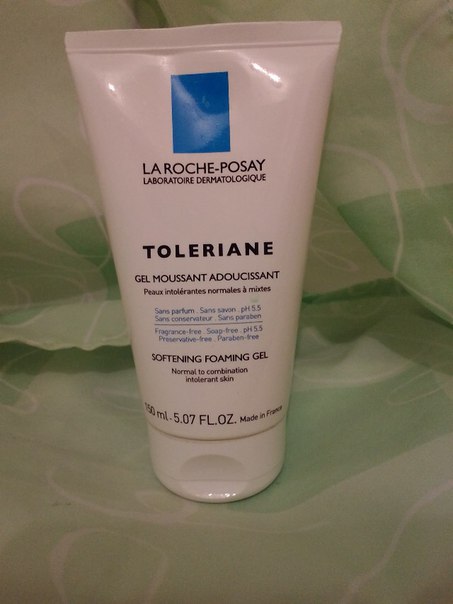 LA ROCHE-POSAY
LABORATOIRE DERMATOLOGIQUE
TOLERIANE
GEL MOUSSANT ADOUCISSANT
Peaux intolérantes normales à mixtes
Sans parfum . Sans savon . pH 5.5
Sans conservateur . Sans paraben
Fragrance-free . Soap-free . pH 5.5
Preservative-free . Paraben-free
SOFTENING FOAMING GEL
Normal to combination
intolerant skin
150 ml - 5.07 FL.OZ. Made in France